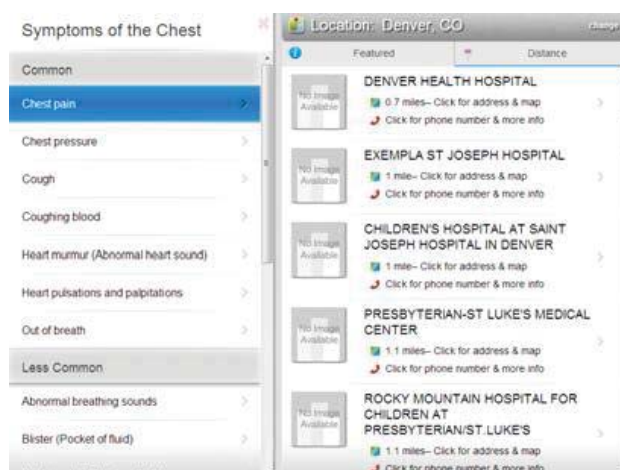 Symptoms of the Chest
Common
Chest pain
Chest pressure
Cough
Coughing blood
Heart murmur (Abnormal heart sound)
Heart pulsations and palpitations
Out of breath
Less Common
Abnormal breathing sounds
Blister (Pocket of fluid)
Location: Denver, CO
change
Featured
Distance
No Image
Available
DENVER HEALTH HOSPITAL
0.7 miles– Click for address & map
Click for phone number & more info
No Image
Available
EXEMPLA ST JOSEPH HOSPITAL
1 mile– Click for address & map
Click for phone number & more info
No Image
Available
CHILDREN'S HOSPITAL AT SAINT
JOSEPH HOSPITAL IN DENVER
1 mile– Click for address & map
Click for phone number & more info
No Image
Available
PRESBYTERIAN-ST LUKE'S MEDICAL
CENTER
1.1 miles– Click for address & map
Click for phone number & more info
No Image
Available
ROCKY MOUNTAIN HOSPITAL FOR
CHILDREN AT
PRESBYTERIAN/ST.LUKE'S
1.1 miles– Click for address & map
Click for phone number & more info